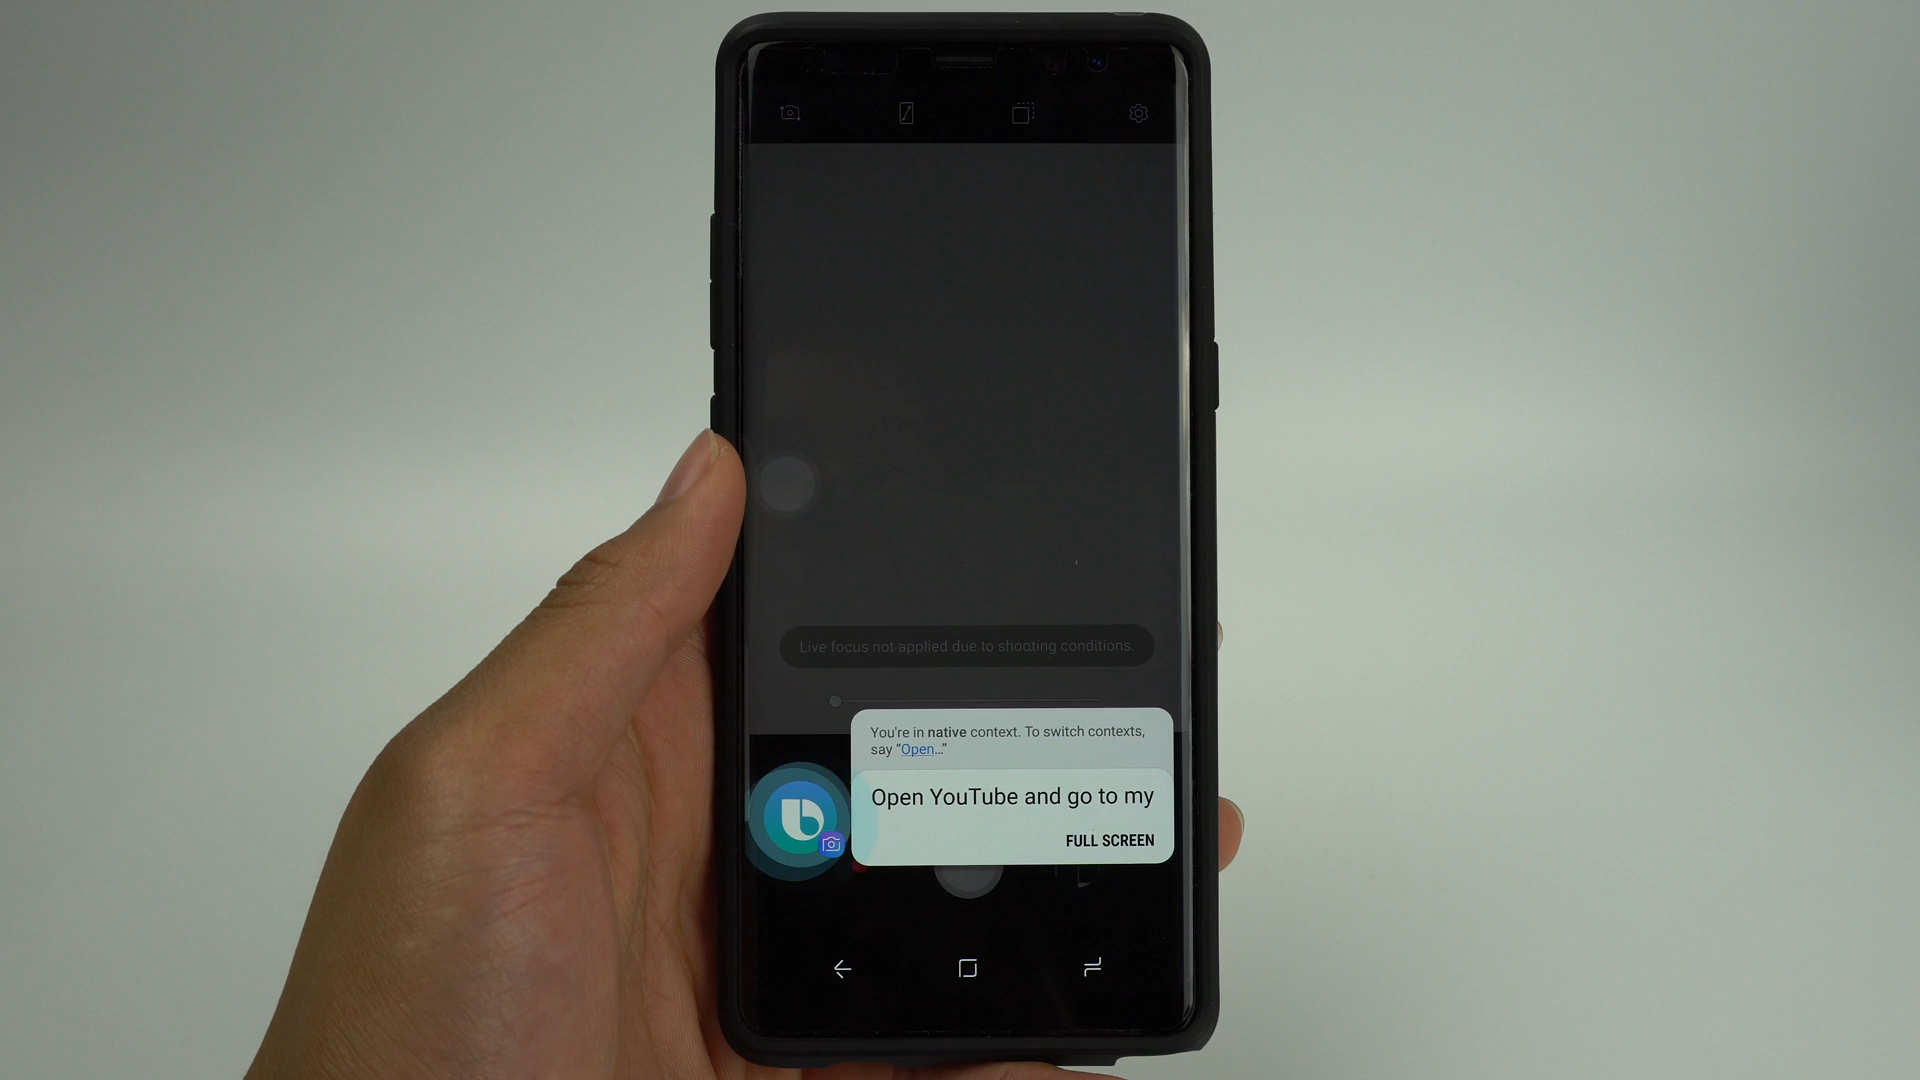 Live focus not applied due to shooting conditions.
You're in native context. To switch contexts,
say “Open...”
Open YouTube and go to my
FULL SCREEN